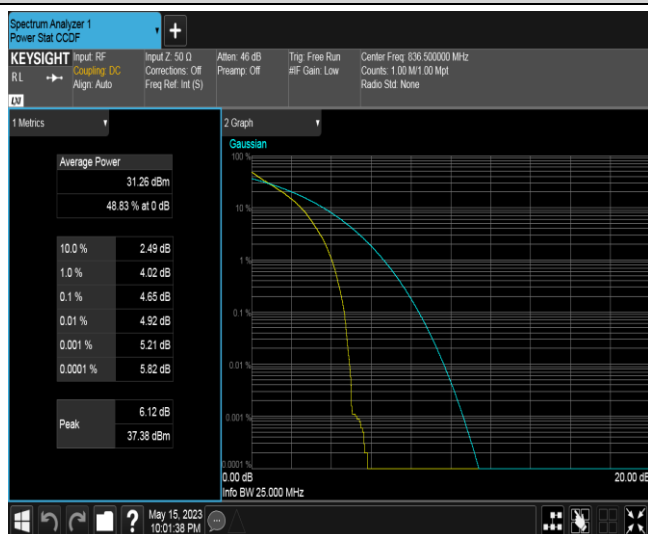 Spectrum Analyzer 1
Power Stat CCDF
+
KEYSIGHT
RL
LXI
Input: RF
Coupling: DC
Align: Auto
Input Z: 50 Ω
Corrections: Off
Freq Ref: Int (S)
Atten: 46 dB
Preamp: Off
Trig: Free Run
#IF Gain: Low
Center Freq: 836.500000 MHz
Counts: 1.00 M/1.00 Mpt
Radio Std: None
1 Metrics
Average Power
31.26 dBm
48.83 % at 0 dB
10.0 % 2.49 dB
1.0 % 4.02 dB
0.1 % 4.65 dB
0.01 % 4.92 dB
0.001 % 5.21 dB
0.0001 % 5.82 dB
Peak
6.12 dB
37.38 dBm
2 Graph
Gaussian
100 %
10 %
1 %
0.1 %
0.01 %
0.001 %
0.0001 %
0.00 dB
20.00 dB
Info BW 25.000 MHz
?
May 15, 2023
10:01:38 PM